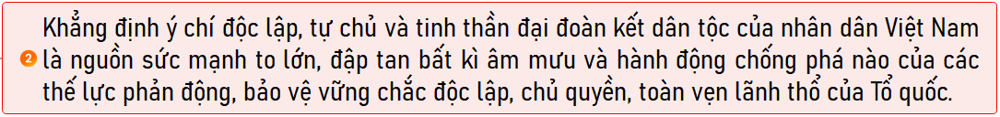 Khẳng định ý chí độc lập, tự chủ và tinh thần đại đoàn kết dân tộc của nhân dân Việt Nam
2 là nguồn sức mạnh to lớn, đập tan bất kì âm mưu và hành động chống phá nào của các
thế lực phản động, bảo vệ vững chắc độc lập, chủ quyền, toàn vẹn lãnh thổ của Tổ quốc.